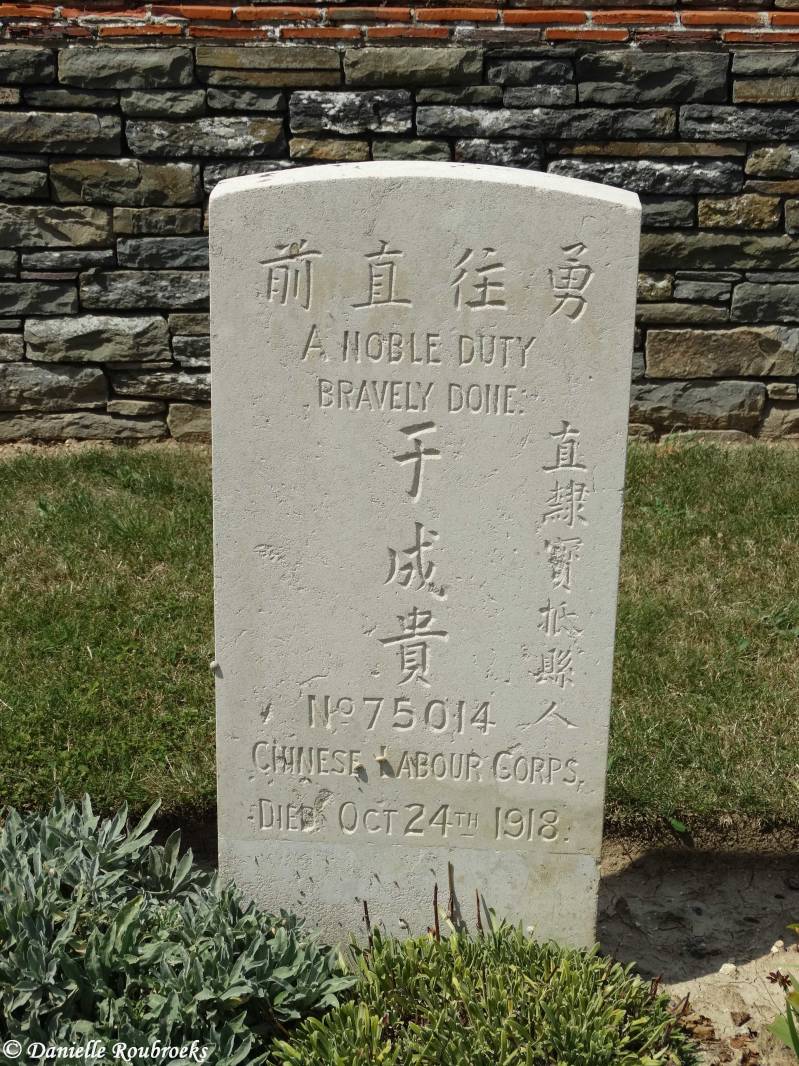 勇往直前
A NOBLE DUTY
BRAVELY DONE:
于成貴
直隸寶抵縣人
No 75014
CHINESE LABOUR CORPS,
DIED OCT 24TH 1918.
© Danielle Roubroeks